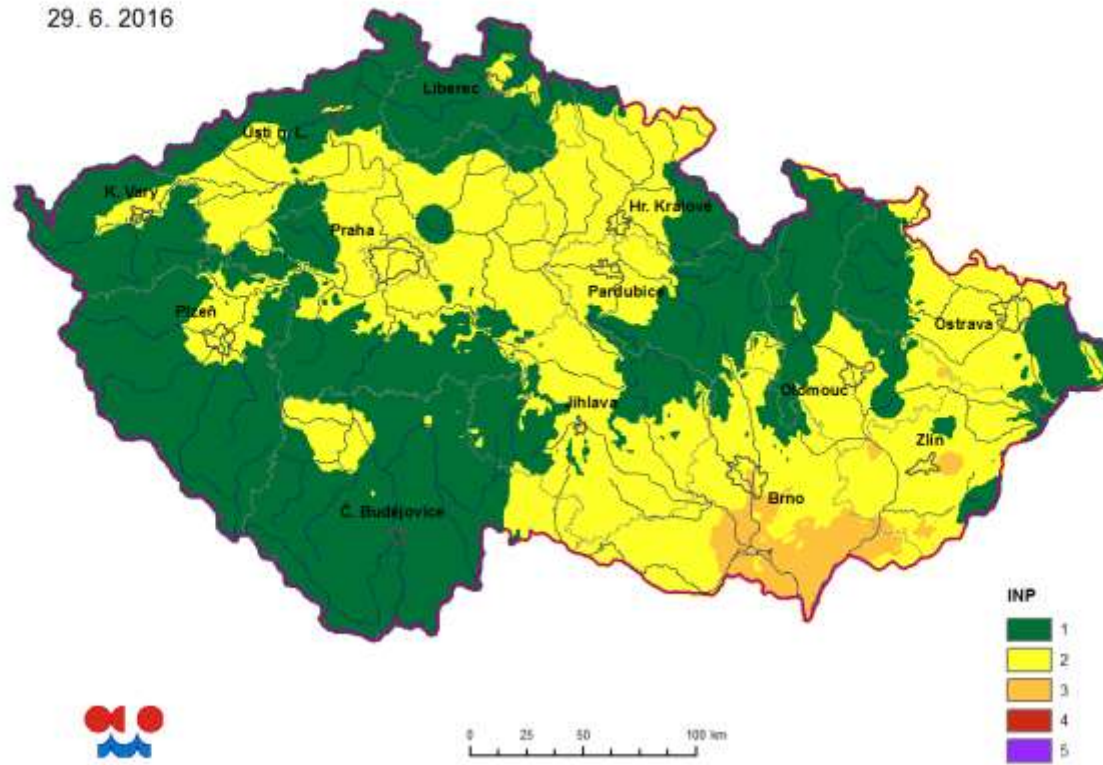 29. 6. 2016
Liberec
Ústí n. L.
K. Vary
Hr. Králové
Praha
Pardubice
Plzeň
Ostrava
Olomouc
Jihlava
Zlín
Brno
Č. Budějovice
INP
1
2
3
4
5
0 25 50 100 km